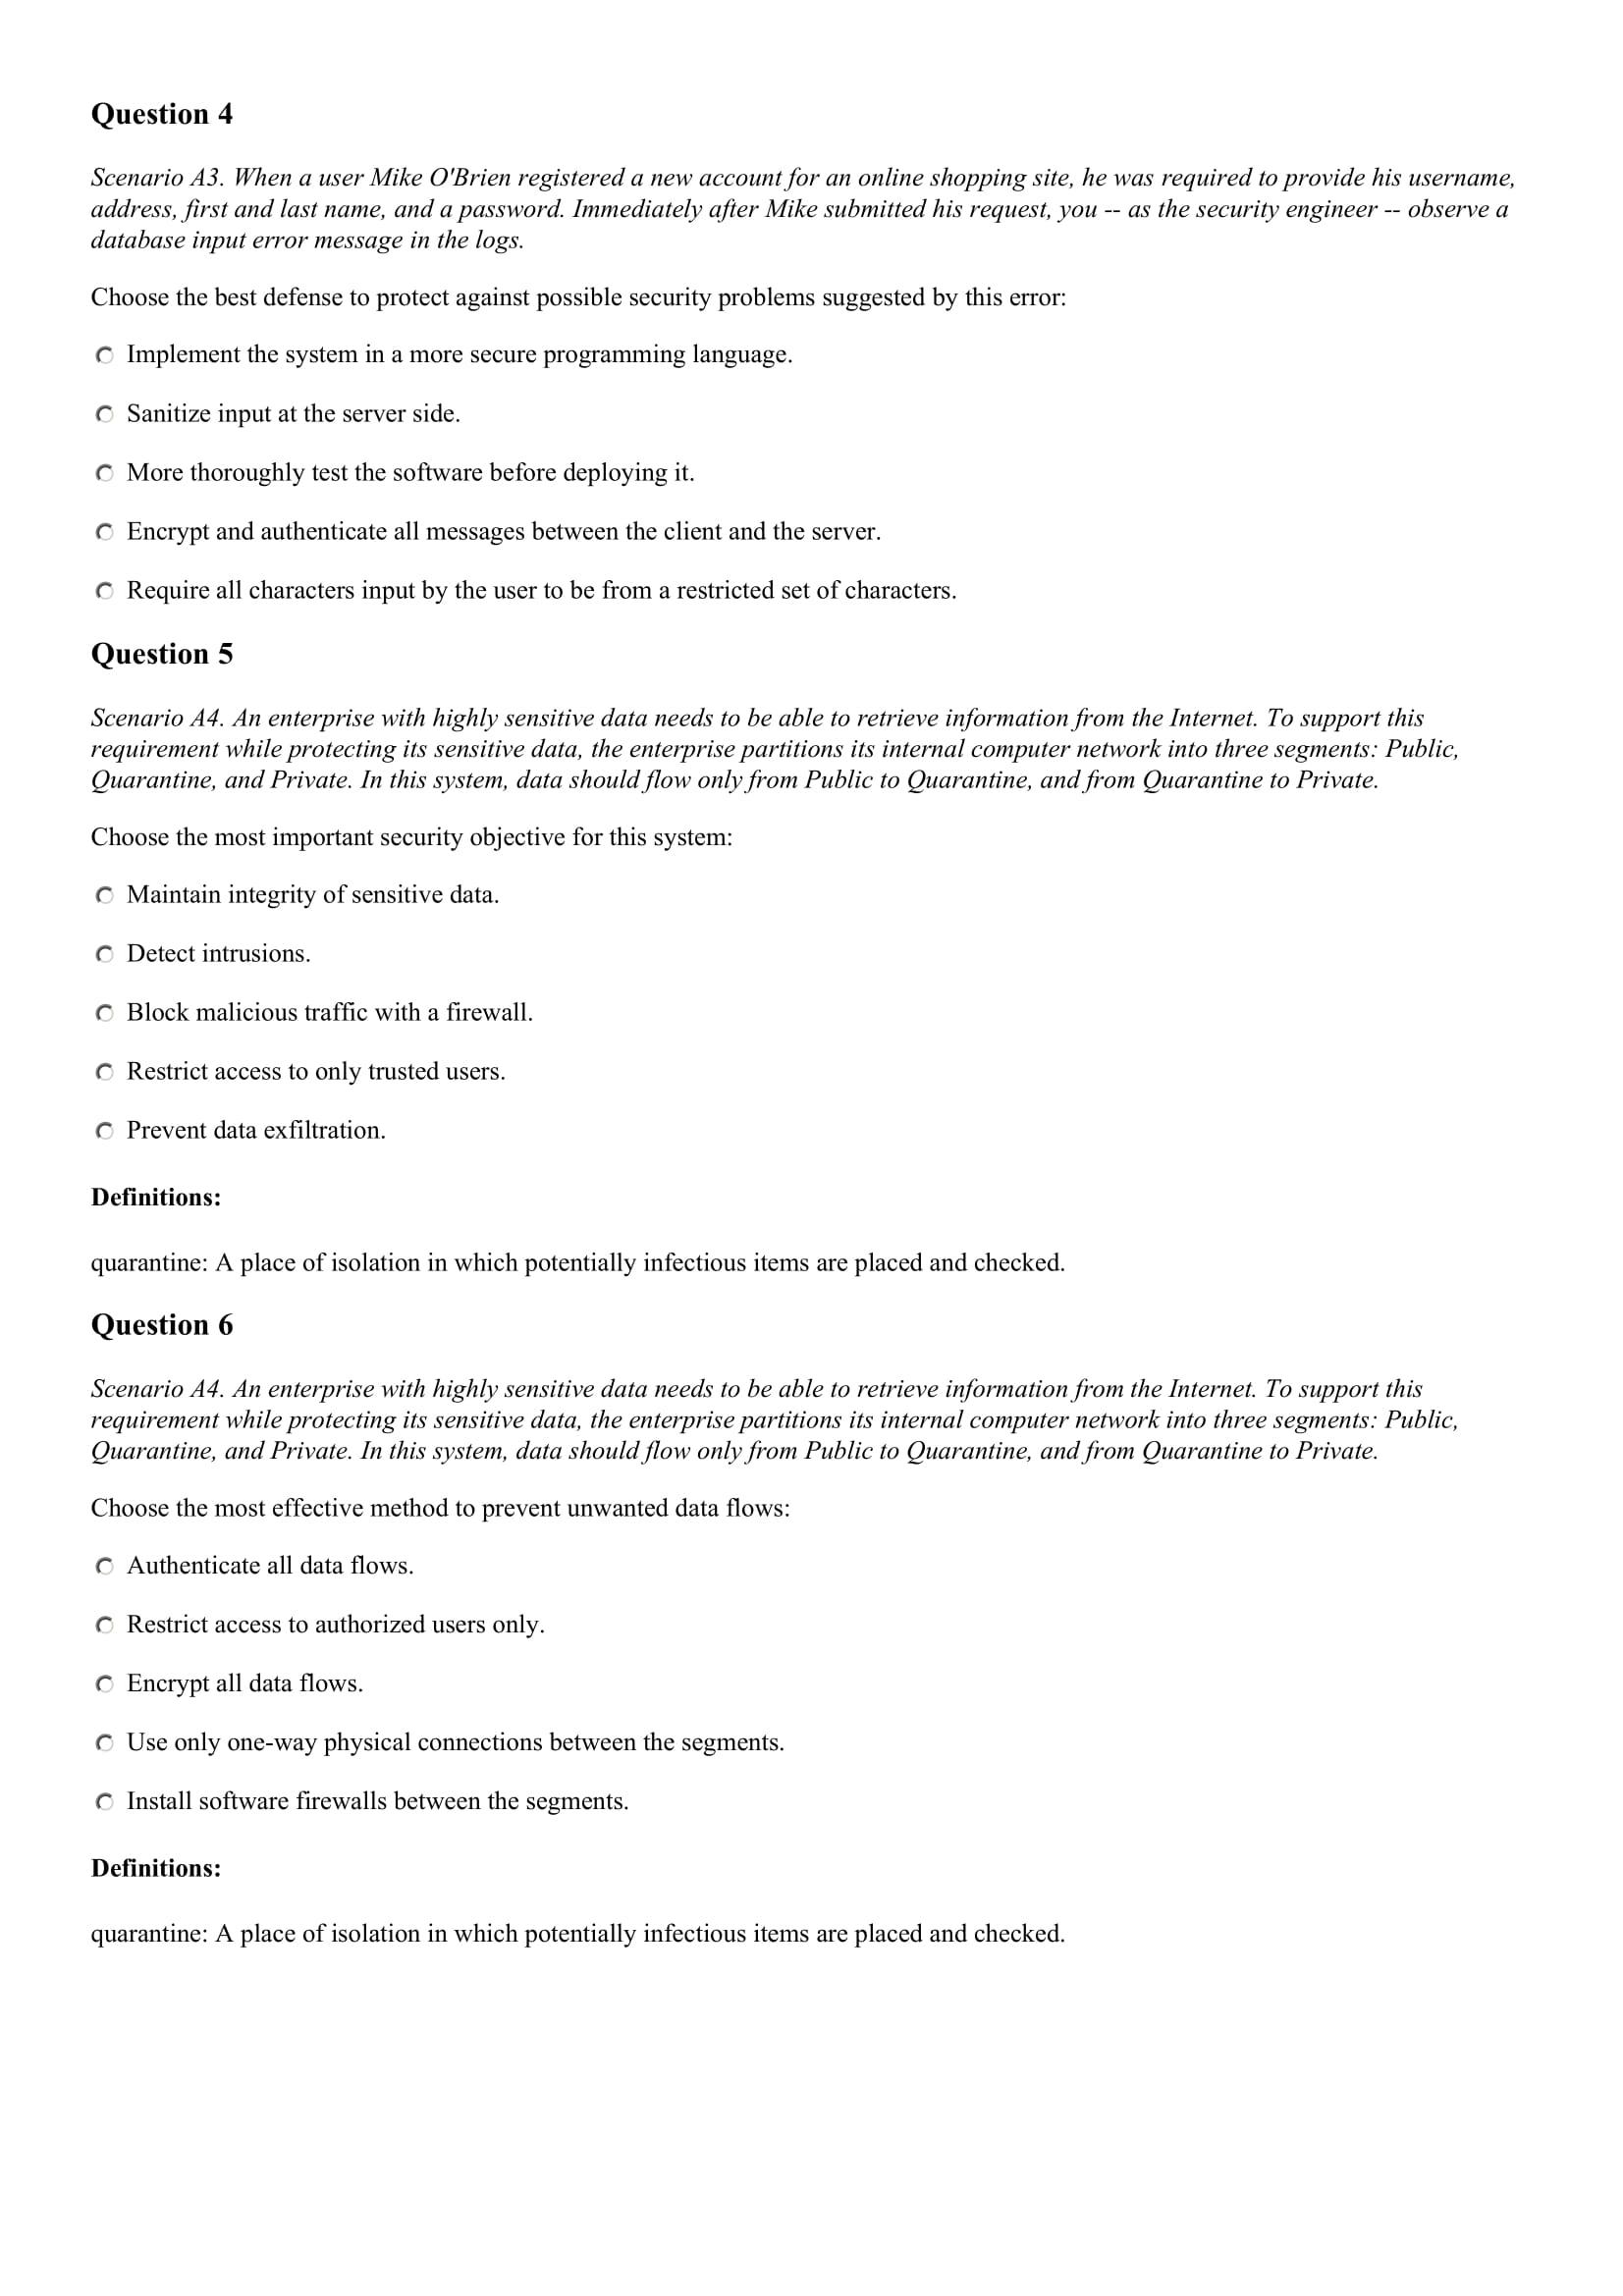 Question 4
Scenario A3. When a user Mike O'Brien registered a new account for an online shopping site, he was required to provide his username,
address, first and last name, and a password. Immediately after Mike submitted his request, you -- as the security engineer -- observe a
database input error message in the logs.
Choose the best defense to protect against possible security problems suggested by this error:
Implement the system in a more secure programming language.
Sanitize input at the server side.
More thoroughly test the software before deploying it.
Encrypt and authenticate all messages between the client and the server.
Require all characters input by the user to be from a restricted set of characters.
Question 5
Scenario A4. An enterprise with highly sensitive data needs to be able to retrieve information from the Internet. To support this
requirement while protecting its sensitive data, the enterprise partitions its internal computer network into three segments: Public,
Quarantine, and Private. In this system, data should flow only from Public to Quarantine, and from Quarantine to Private.
Choose the most important security objective for this system:
Maintain integrity of sensitive data.
Detect intrusions.
Block malicious traffic with a firewall.
Restrict access to only trusted users.
Prevent data exfiltration.
Definitions:
quarantine: A place of isolation in which potentially infectious items are placed and checked.
Question 6
Scenario A4. An enterprise with highly sensitive data needs to be able to retrieve information from the Internet. To support this
requirement while protecting its sensitive data, the enterprise partitions its internal computer network into three segments: Public,
Quarantine, and Private. In this system, data should flow only from Public to Quarantine, and from Quarantine to Private.
Choose the most effective method to prevent unwanted data flows:
Authenticate all data flows.
Restrict access to authorized users only.
Encrypt all data flows.
Use only one-way physical connections between the segments.
Install software firewalls between the segments.
Definitions:
quarantine: A place of isolation in which potentially infectious items are placed and checked.